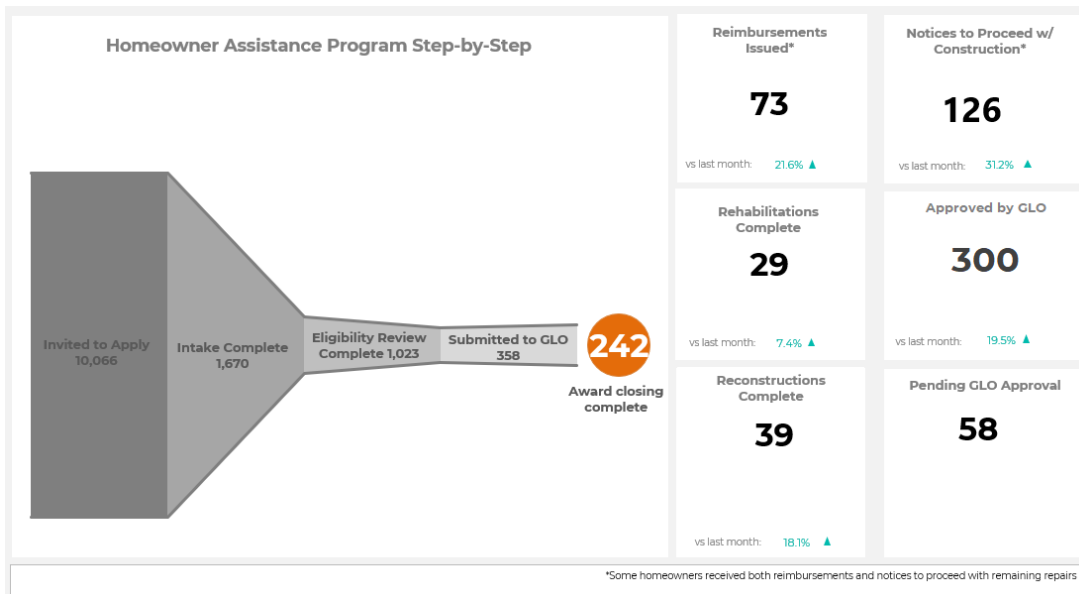 Homeowner Assistance Program Step-by-Step
Invited to Apply
10,066
Intake Complete
1,670
Eligibility Review
Complete 1,023
Submitted to GLO
358
242
Award closing
complete
Reimbursements
Issued*
73
vs last month: 21.6% ▲
Notices to Proceed w/
Construction*
126
vs last month: 31.2% ▲
Rehabilitations
Complete
29
vs last month: 7.4% ▲
Approved by GLO
300
vs last month: 19.5% ▲
Reconstructions
Complete
39
vs last month: 18.1% ▲
Pending GLO Approval
58
*Some homeowners received both reimbursements and notices to proceed with remaining repairs